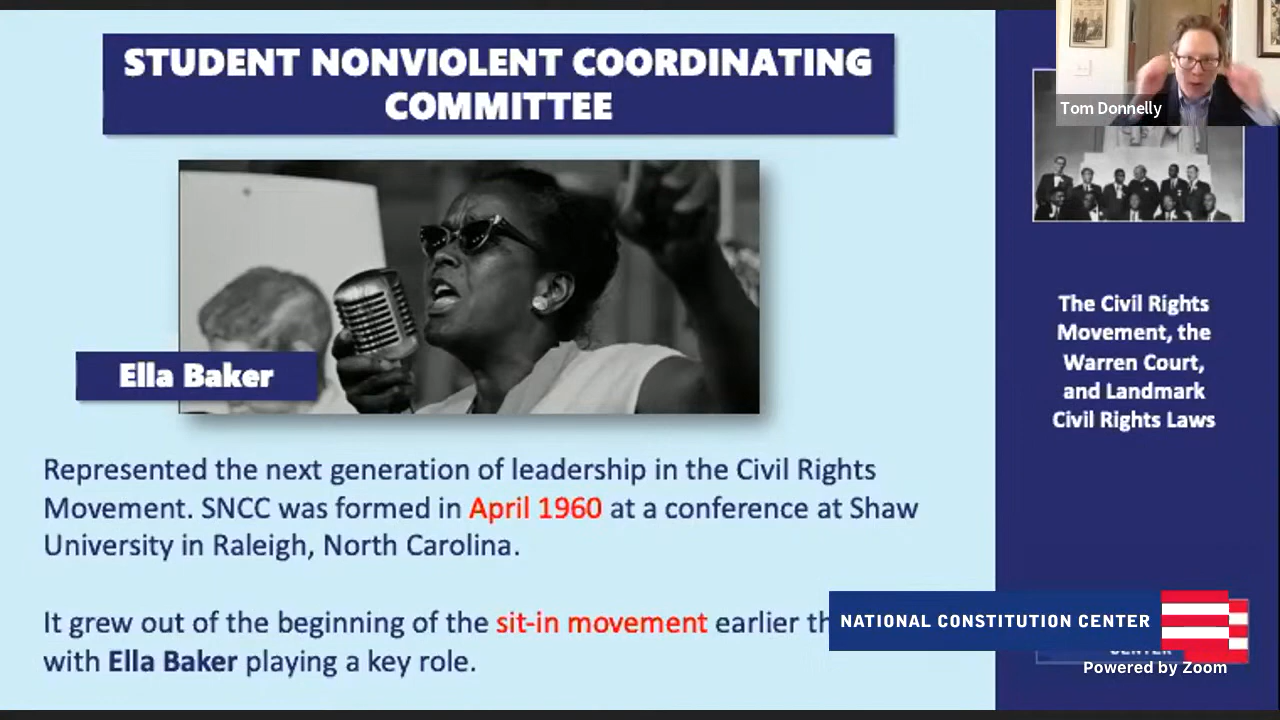 STUDENT NONVIOLENT COORDINATING
COMMITTEE
Tom Donnelly
Ella Baker
Represented the next generation of leadership in the Civil Rights
Movement. SNCC was formed in April 1960 at a conference at Shaw
University in Raleigh, North Carolina.
It grew out of the beginning of the sit-in movement earlier
with Ella Baker playing a key role.
The Civil Rights
Movement, the
Warren Court,
and Landmark
Civil Rights Laws
NATIONAL CONSTITUTION CENTER
CENTER
Powered by Zoom